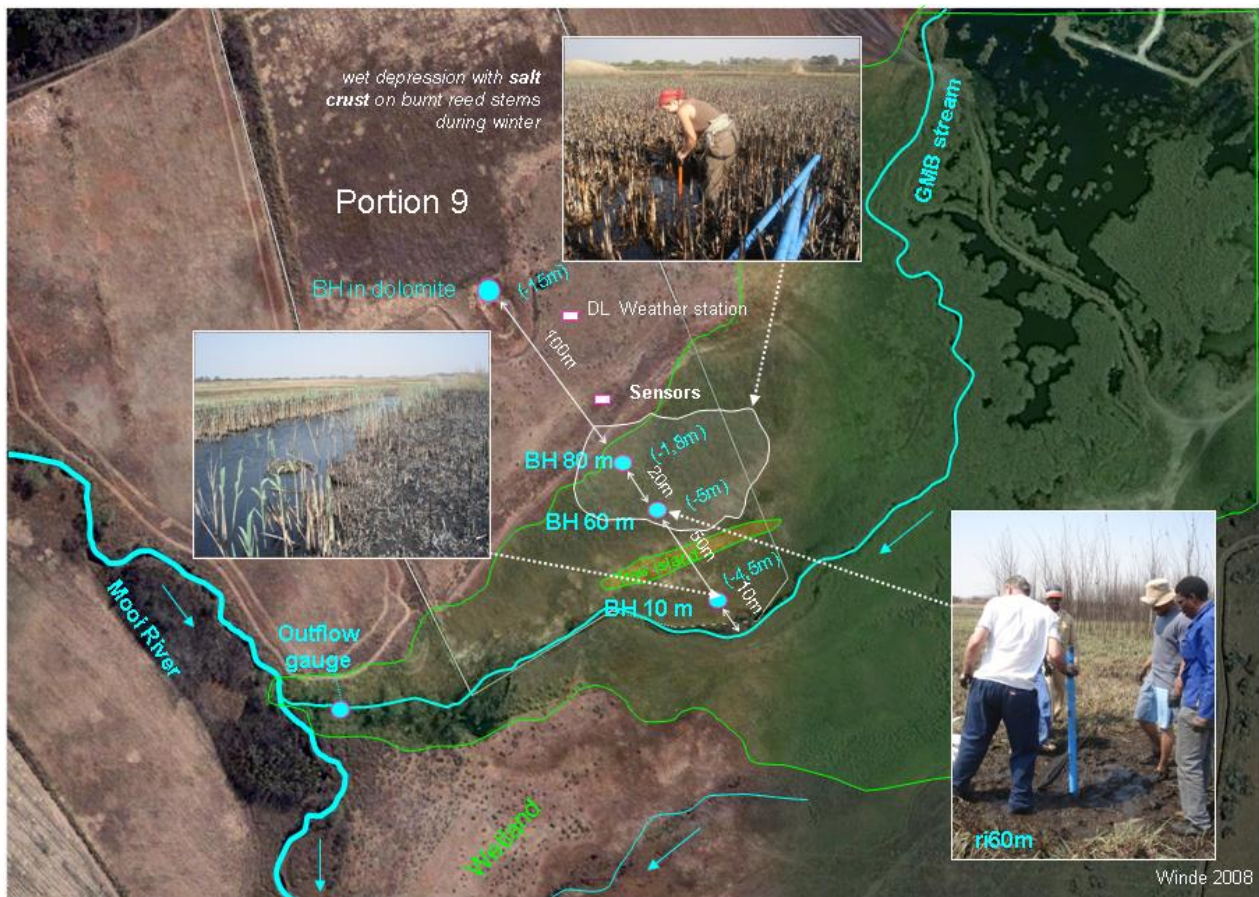 wet depression with salt
crust on burnt reed stems
during winter
Portion 9
GMB stream
BH in dolomite
(-15m)
DL Weather station
100m
Sensors
BH 80 m
(-1,8m)
20m
(-5m)
BH 60 m
50m
(-4,5m)
BH 10 m
10m
Mooi River
Outflow
gauge
Wetland
ri60m
Winde 2008